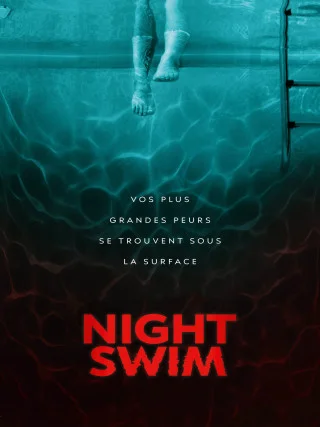 VOS PLUS
GRANDES PEURS
SE TROUVENT SOUS
LA SURFACE
NIGHT
SWIM